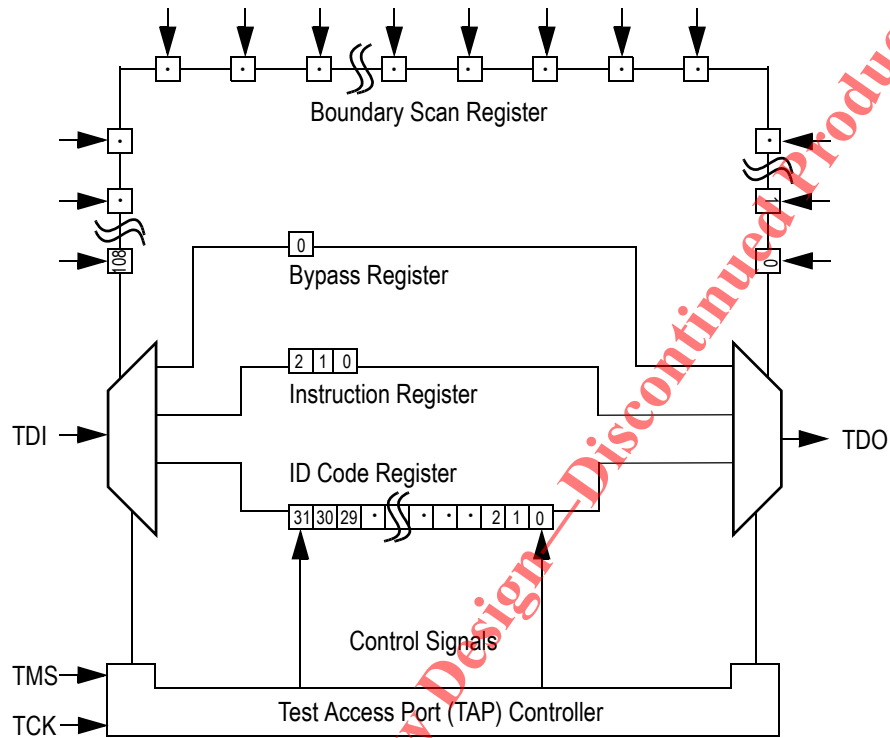 Boundary Scan Register
108
1
0
0
Bypass Register
2 1 0
Instruction Register
TDI
TDO
ID Code Register
31 30 29 · · · · 2 1 0
Control Signals
TMS
Test Access Port (TAP) Controller
TCK
Design—Discontinued Produc